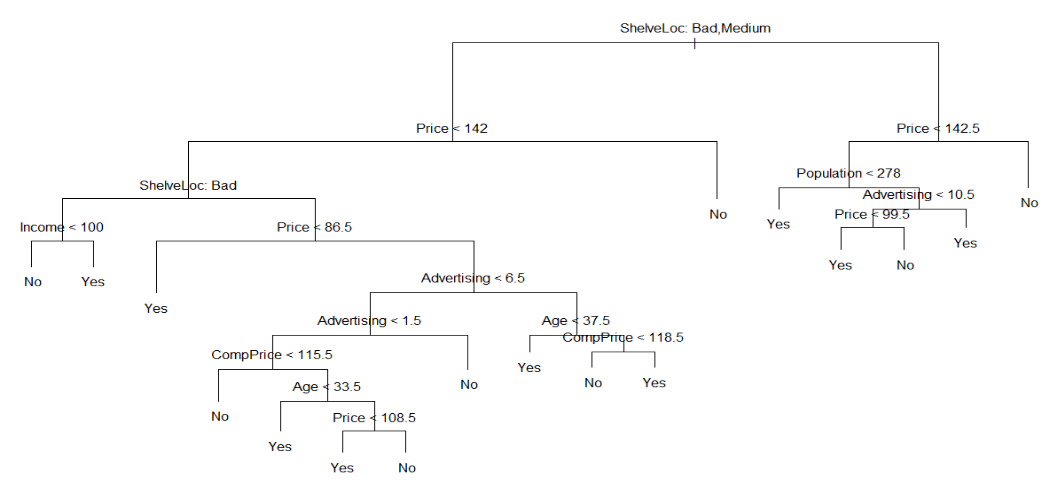 ShelveLoc: Bad,Medium
Price < 142
Price < 142.5
Population < 278
ShelveLoc: Bad
Advertising < 10.5
No
No
Price < 99.5
Yes
Income < 100
Price < 86.5
Yes
Yes
No
No
Yes
Advertising < 6.5
Yes
Advertising < 1.5
Age < 37.5
CompPrice < 118.5
CompPrice < 115.5
Yes
No
No
Yes
Age < 33.5
No
Price < 108.5
Yes
Yes
No